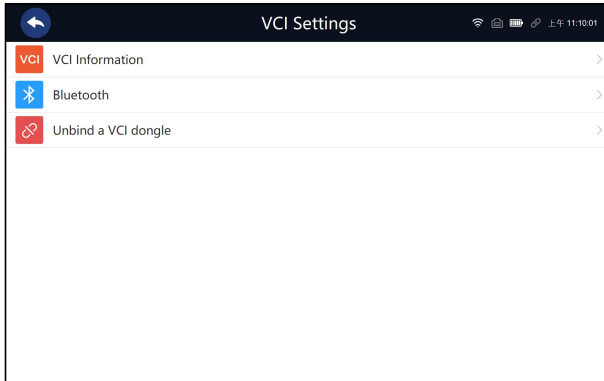 VCI Settings
上午 11:10:01
VCI VCI Information
Bluetooth
Unbind a VCI dongle